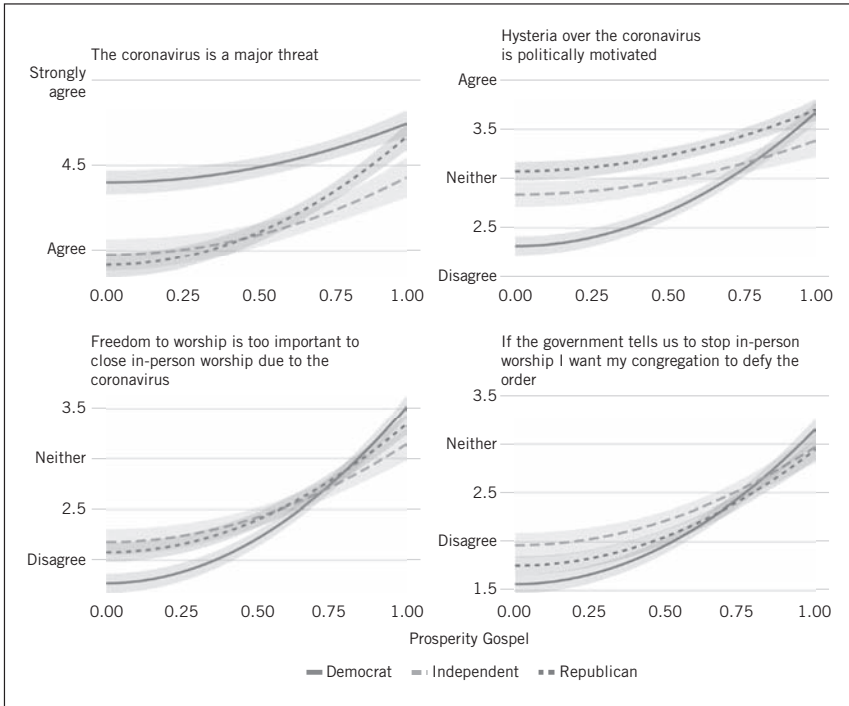 The coronavirus is a major threat
Strongly
agree
4.5
Agree
0.00 0.25 0.50 0.75 1.00
Hysteria over the coronavirus
is politically motivated
Agree
3.5
Neither
2.5
Disagree
0.00 0.25 0.50 0.75 1.00
Freedom to worship is too important to
close in-person worship due to the
coronavirus
3.5
Neither
2.5
Disagree
0.00 0.25 0.50 0.75 1.00
If the government tells us to stop in-person
worship I want my congregation to defy the
order
3.5
Neither
2.5
Disagree
1.5
0.00 0.25 0.50 0.75 1.00
Prosperity Gospel
Democrat Independent Republican